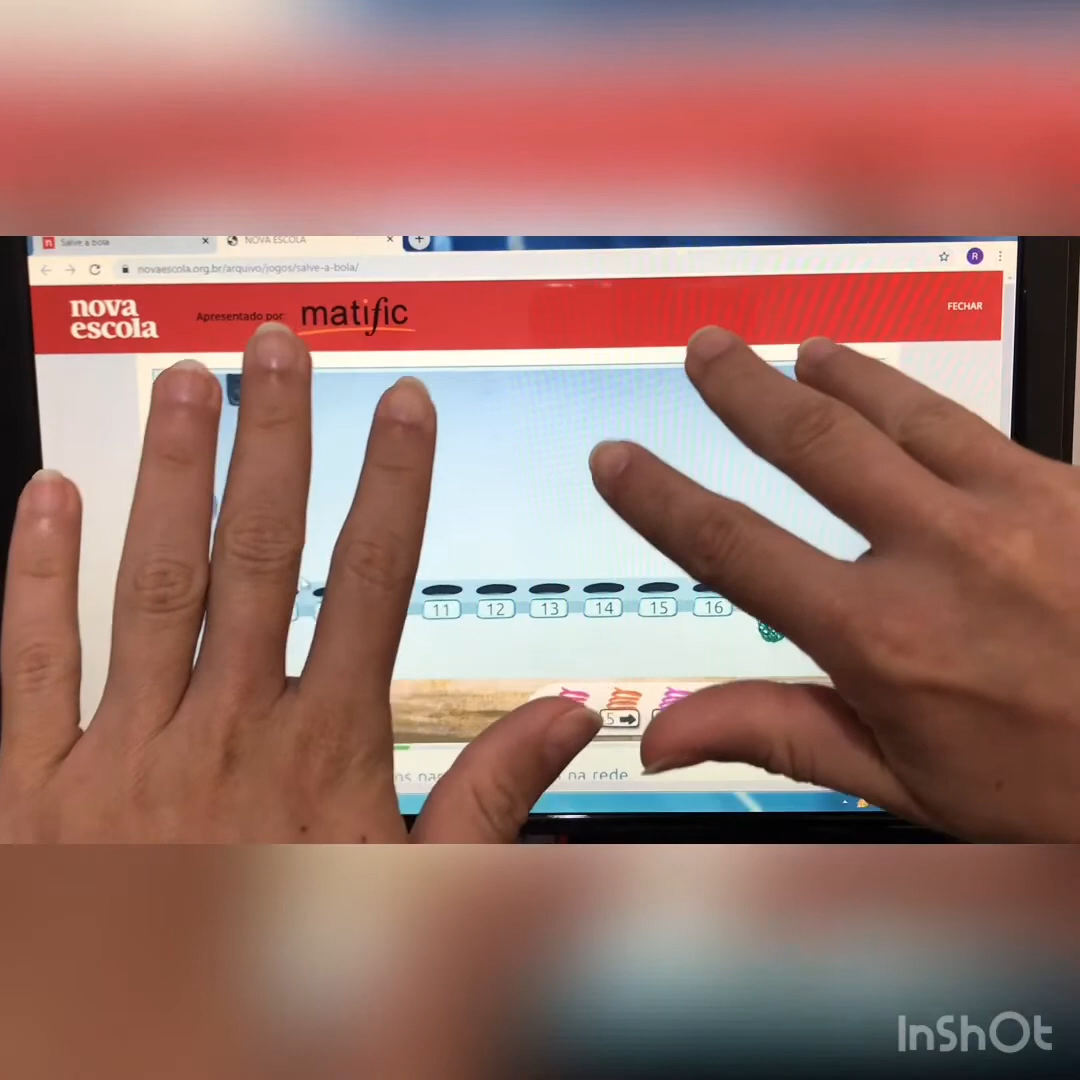 Salve a bola
NOVA ESCOLA
novaescola.org.br/arquivo/jogos/salve-a-bola/
R
nova
escola
Apresentado por:
matific
FECHAR
11 12 13 14 15 16
5
na rede
InShOt